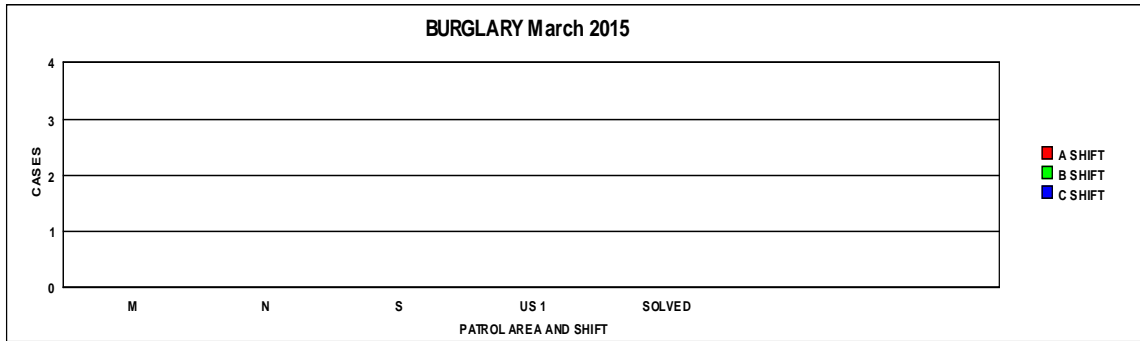 BURGLARY March 2015
4
3
2
1
0
CASES
M N S US 1 SOLVED
PATROL AREA AND SHIFT
A SHIFT
B SHIFT
C SHIFT